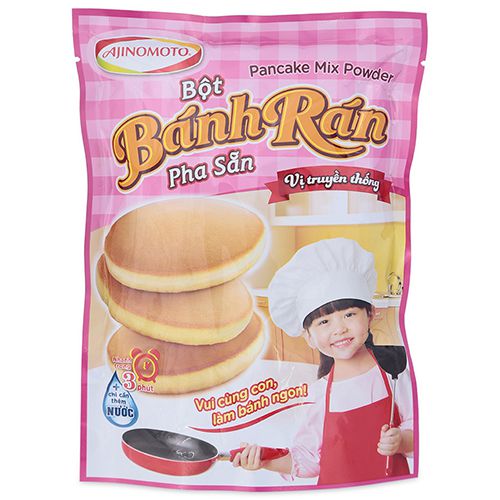 AJINOMOTO
Pancake Mix Powder
Bột
Bánh Rán
Pha Sẵn
Vị truyền thống
3
phút
+
chỉ cần thêm
NƯỚC
Vui cùng con,
làm bánh ngon!